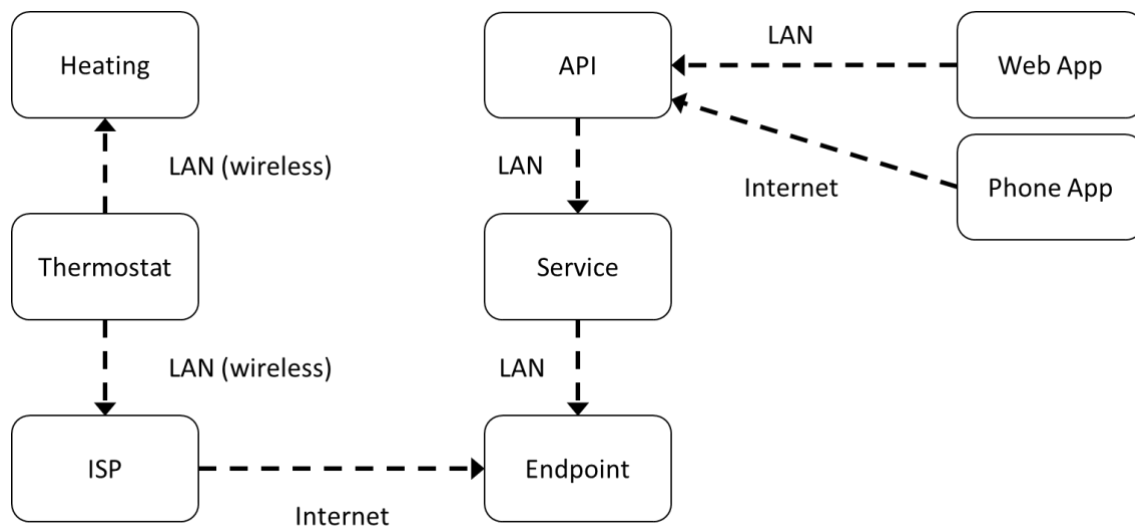 Heating
API
LAN
Web App
LAN (wireless)
LAN
Internet
Phone App
Thermostat
Service
LAN (wireless)
LAN
ISP
Endpoint
Internet